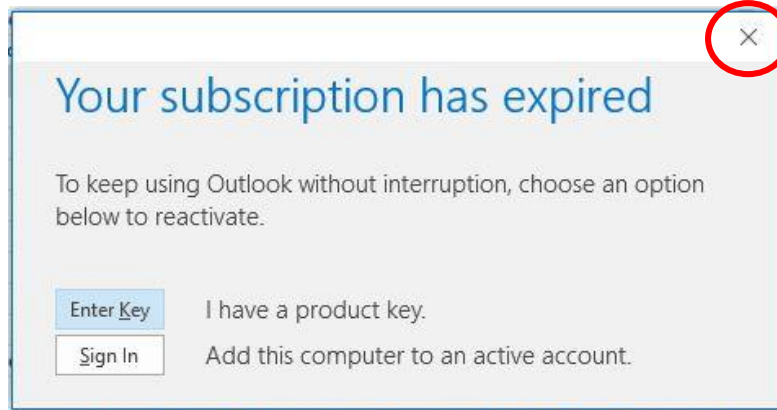 Your subscription has expired
To keep using Outlook without interruption, choose an option
below to reactivate.
Enter Key I have a product key.
Sign In Add this computer to an active account.